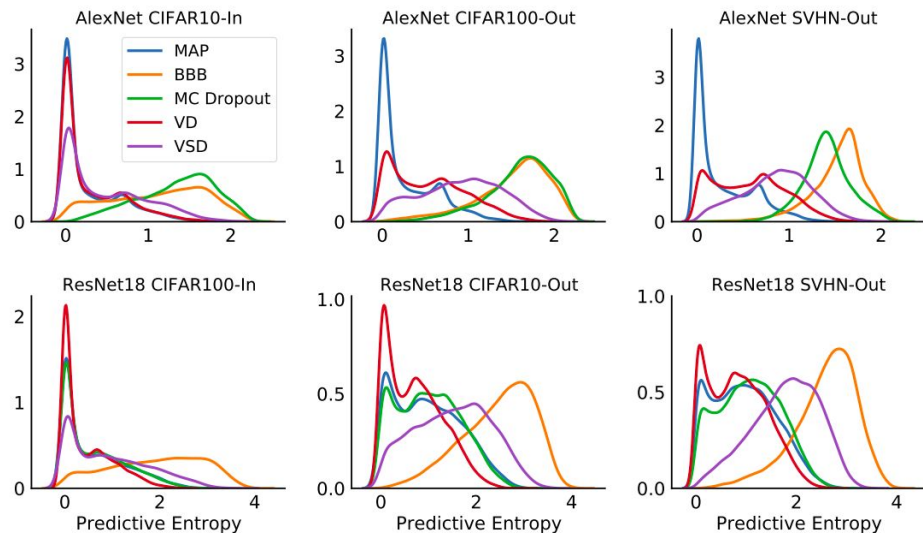 AlexNet CIFAR10-In
AlexNet CIFAR100-Out
AlexNet SVHN-Out
3
2
1
0
0
1
2
MAP
BBB
MC Dropout
VD
VSD
3
2
1
0
0
1
2
3
2
1
0
0
1
2
ResNet18 CIFAR100-In
ResNet18 CIFAR10-Out
ResNet18 SVHN-Out
2
1
0
0
2
4
Predictive Entropy
1.0
0.5
0.0
0
2
4
Predictive Entropy
1.0
0.5
0.0
0
2
4
Predictive Entropy